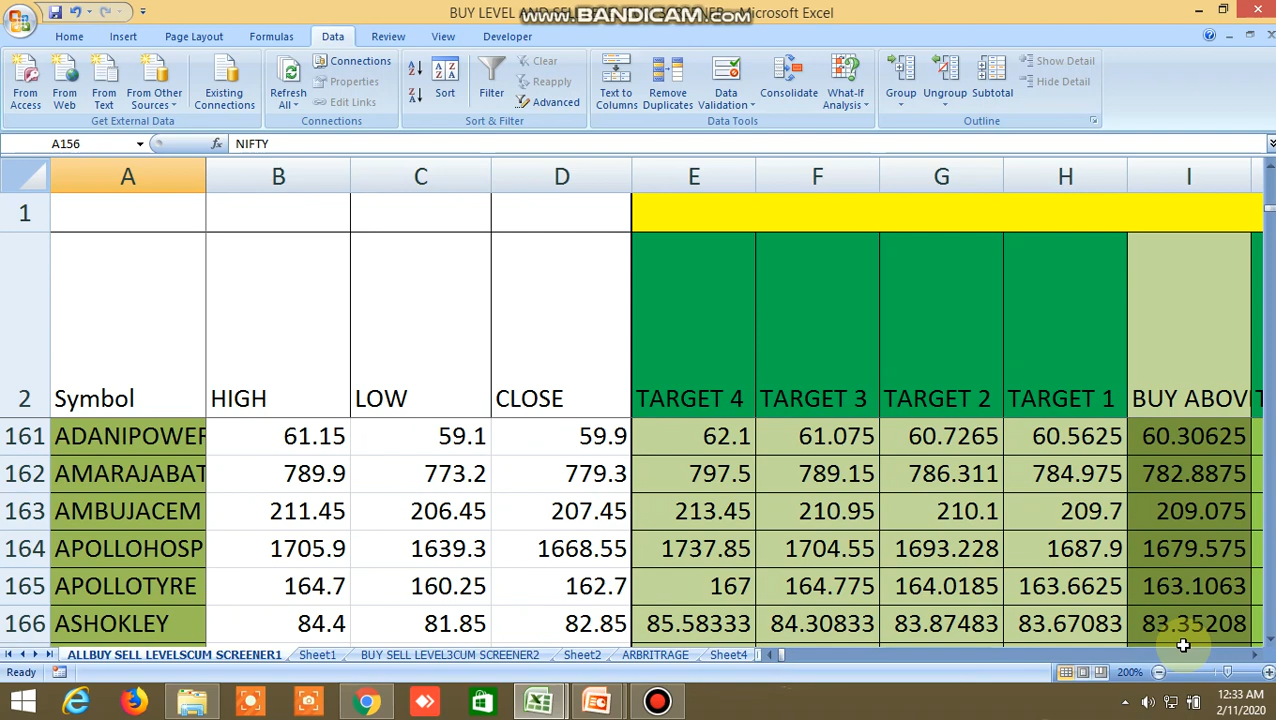 BUY LEVEL AND SE
www.BANDICAM.com
- Microsoft Excel
Home Insert Page Layout Formulas Data Review View Developer
From Access
From Web
From Text
From Other Sources
Existing Connections
Get External Data
Refresh All
Connections
Properties
Edit Links
Connections
Sort
Filter
Clear
Reapply
Advanced
Sort & Filter
Text to Columns
Remove Duplicates
Data Validation
Consolidate
What-If Analysis
Data Tools
Group
Ungroup
Subtotal
Show Detail
Hide Detail
Outline
A156 fx NIFTY
A B C D E F G H I
1
2 Symbol HIGH LOW CLOSE TARGET 4 TARGET 3 TARGET 2 TARGET 1 BUY ABOV T
161 ADANIPOWER 61.15 59.1 59.9 62.1 61.075 60.7265 60.5625 60.30625
162 AMARAJABAT 789.9 773.2 779.3 797.5 789.15 786.311 784.975 782.8875
163 AMBUJACEM 211.45 206.45 207.45 213.45 210.95 210.1 209.7 209.075
164 APOLLOHOSP 1705.9 1639.3 1668.55 1737.85 1704.55 1693.228 1687.9 1679.575
165 APOLLOTYRE 164.7 160.25 162.7 167 164.775 164.0185 163.6625 163.1063
166 ASHOKLEY 84.4 81.85 82.85 85.58333 84.30833 83.87483 83.67083 83.35208
ALLBUY SELL LEVELSCUM SCREENER1 Sheet1 BUY SELL LEVEL3CUM SCREENER2 Sheet2 ARBRITRAGE Sheet4
Ready 200%
12:33 AM
2/11/2020